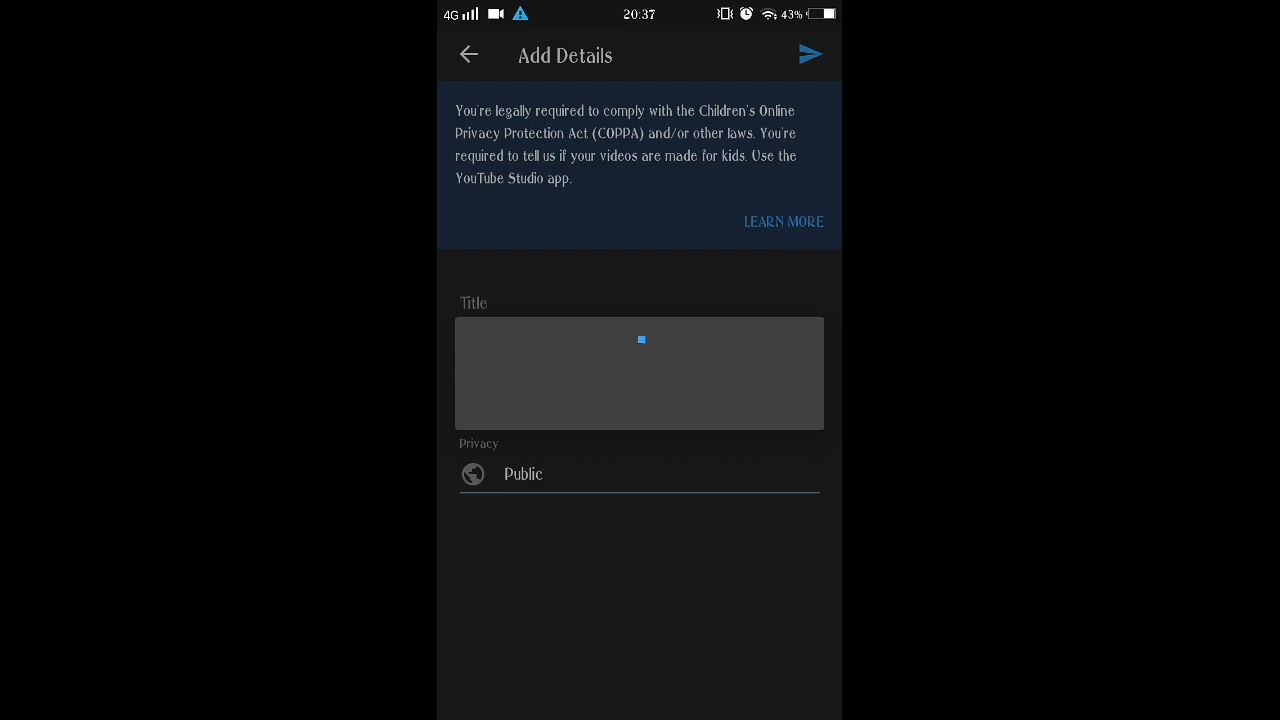 4G 20:37 43%
Add Details
You're legally required to comply with the Children's Online
Privacy Protection Act (COPPA) and/or other laws. You're
required to tell us if your videos are made for kids. Use the
YouTube Studio app.
LEARN MORE
Title
Privacy
Public